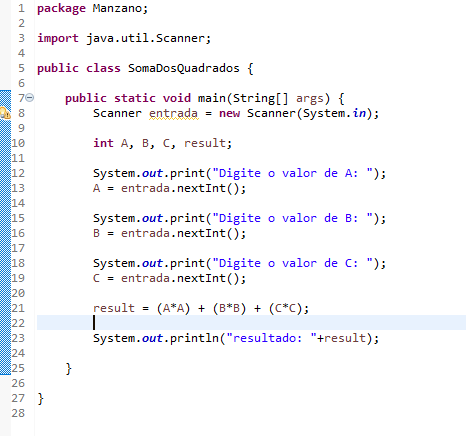 1 package Manzano;
2
3 import java.util.Scanner;
4
5 public class SomaDosQuadrados {
6
7 public static void main(String[] args) {
8 Scanner entrada = new Scanner(System.in);
9
10 int A, B, C, result;
11
12 System.out.print("Digite o valor de A: ");
13 A = entrada.nextInt();
14
15 System.out.print("Digite o valor de B: ");
16 B = entrada.nextInt();
17
18 System.out.print("Digite o valor de C: ");
19 C = entrada.nextInt();
20
21 result = (A*A) + (B*B) + (C*C);
22
23 System.out.println("resultado: "+result);
24
25 }
26
27 }
28